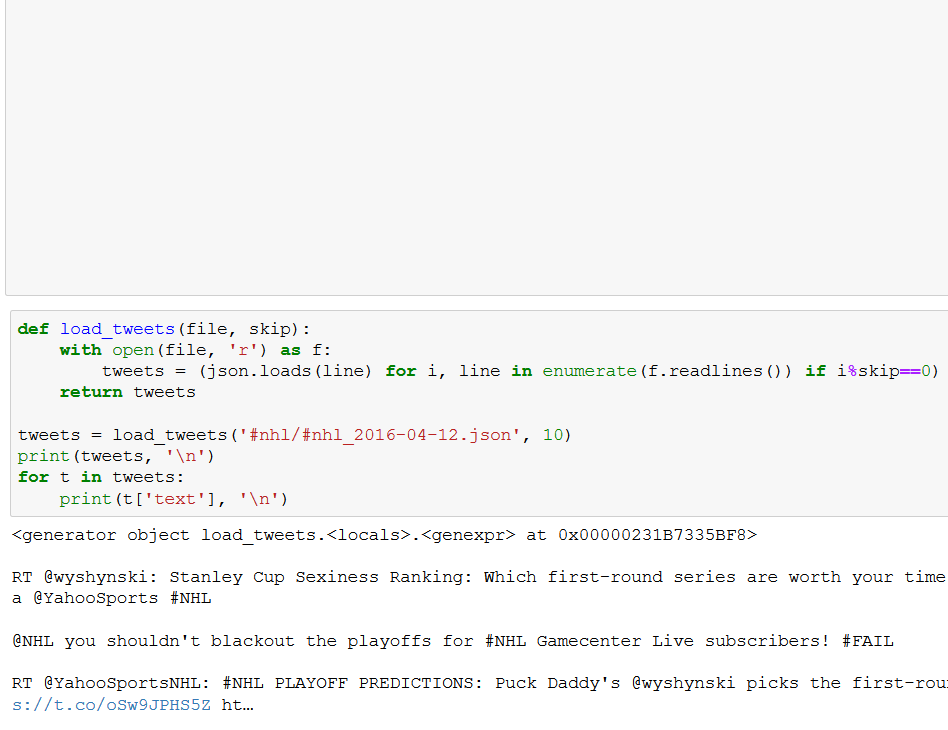 def load_tweets(file, skip):
    with open(file, 'r') as f:
        tweets = (json.loads(line) for i, line in enumerate(f.readlines()) if i%skip==0)
    return tweets
tweets = load_tweets('#nhl/#nhl_2016-04-12.json', 10)
print(tweets, '\n')
for t in tweets:
    print(t['text'], '\n')
<generator object load_tweets.<locals>.<genexpr> at 0x00000231B7335BF8>
RT @wyshynski: Stanley Cup Sexiness Ranking: Which first-round series are worth your time
a @YahooSports #NHL
@NHL you shouldn't blackout the playoffs for #NHL Gamecenter Live subscribers! #FAIL
RT @YahooSportsNHL: #NHL PLAYOFF PREDICTIONS: Puck Daddy's @wyshynski picks the first-rou
s://t.co/oSw9JPHS5Z ht…